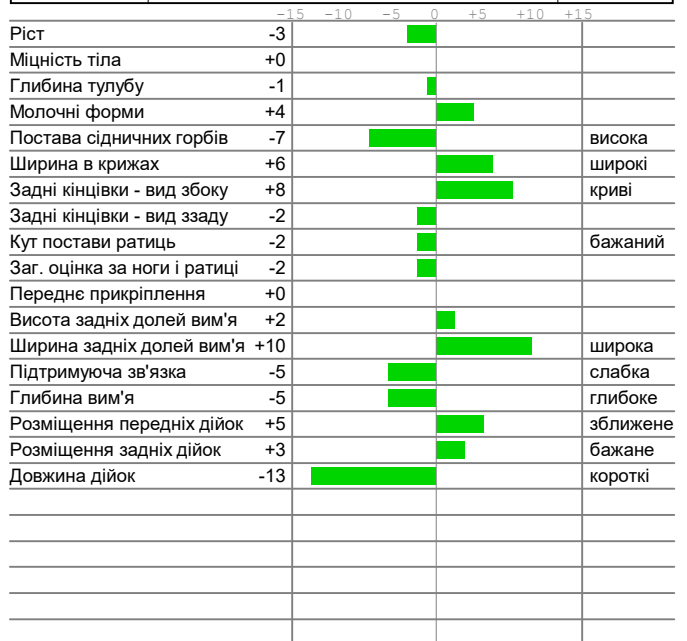 -15 -10 -5 0 +5 +10 +15
Ріст -3
Міцність тіла +0
Глибина тулубу -1
Молочні форми +4
Постава сідничних горбів -7 висока
Ширина в крижах +6 широкі
Задні кінцівки - вид збоку +8 криві
Задні кінцівки - вид ззаду -2
Кут постави ратиць -2 бажаний
Заг. оцінка за ноги і ратиці -2
Переднє прикріплення +0
Висота задніх долей вим'я +2
Ширина задніх долей вим'я +10 широка
Підтримуюча зв'язка -5 слабка
Глибина вим'я -5 глибоке
Розміщення передніх дійок +5 зближене
Розміщення задніх дійок +3 бажане
Довжина дійок -13 короткі